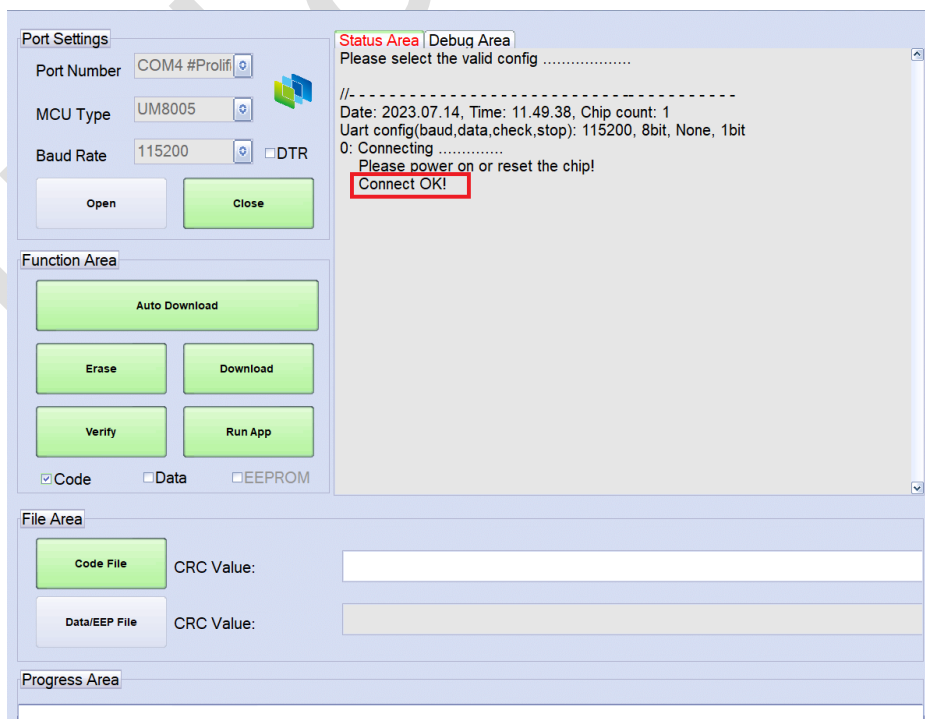 Port Settings
Port Number COM4 #Prolifi
MCU Type UM8005
Baud Rate 115200 DTR
Open Close
Function Area
Auto Download
Erase Download
Verify Run App
Code Data EEPROM
Status Area Debug Area
Please select the valid config ...................
//- - - - - - - - - - - - - - - - - - - - - - - - - - - -- - - - - - - - - - - -
Date: 2023.07.14, Time: 11.49.38, Chip count: 1
Uart config(baud,data,check,stop): 115200, 8bit, None, 1bit
0: Connecting ..............
Please power on or reset the chip!
Connect OK!
File Area
Code File CRC Value:
Data/EEP File CRC Value:
Progress Area